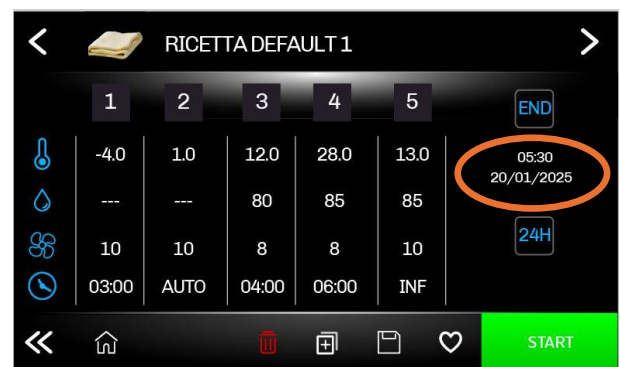 RICETTA DEFAULT 1
1 2 3 4 5 END
-4.0 1.0 12.0 28.0 13.0 05:30
20/01/2025
--- --- 80 85 85
24H
10 10 8 8 10
03:00 AUTO 04:00 06:00 INF
START